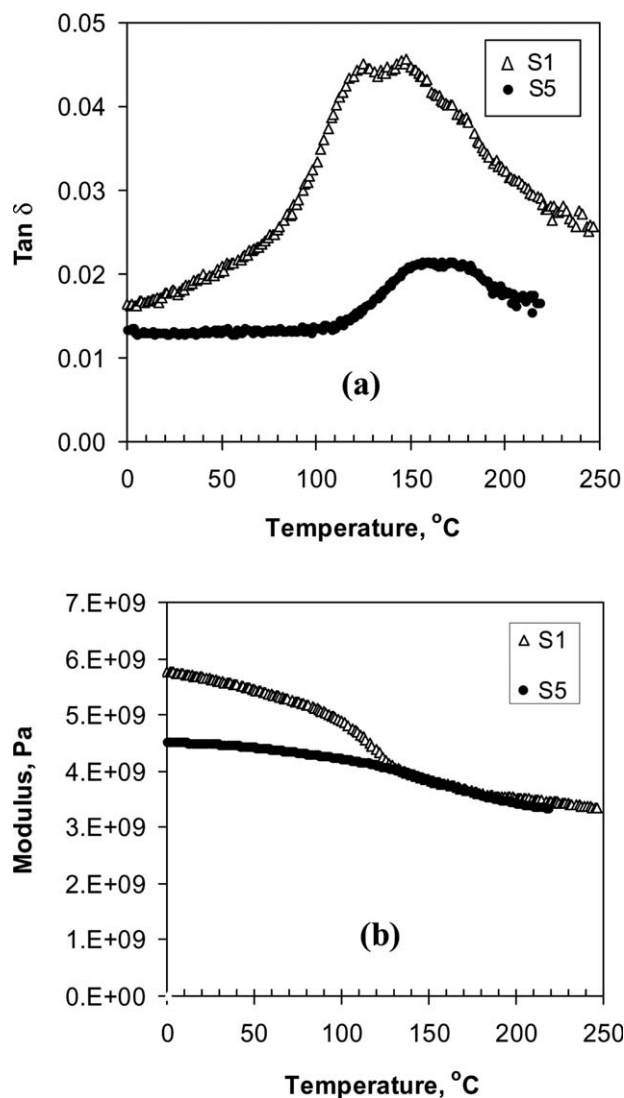 0.05
S1
S5
0.04
0.03
Tan δ
0.02
0.01
(a)
0.00
0 50 100 150 200 250
Temperature, °C
7.E+09
S1
6.E+09
S5
5.E+09
4.E+09
Modulus, Pa
3.E+09
2.E+09
1.E+09
(b)
0.E+00
0 50 100 150 200 250
Temperature, °C